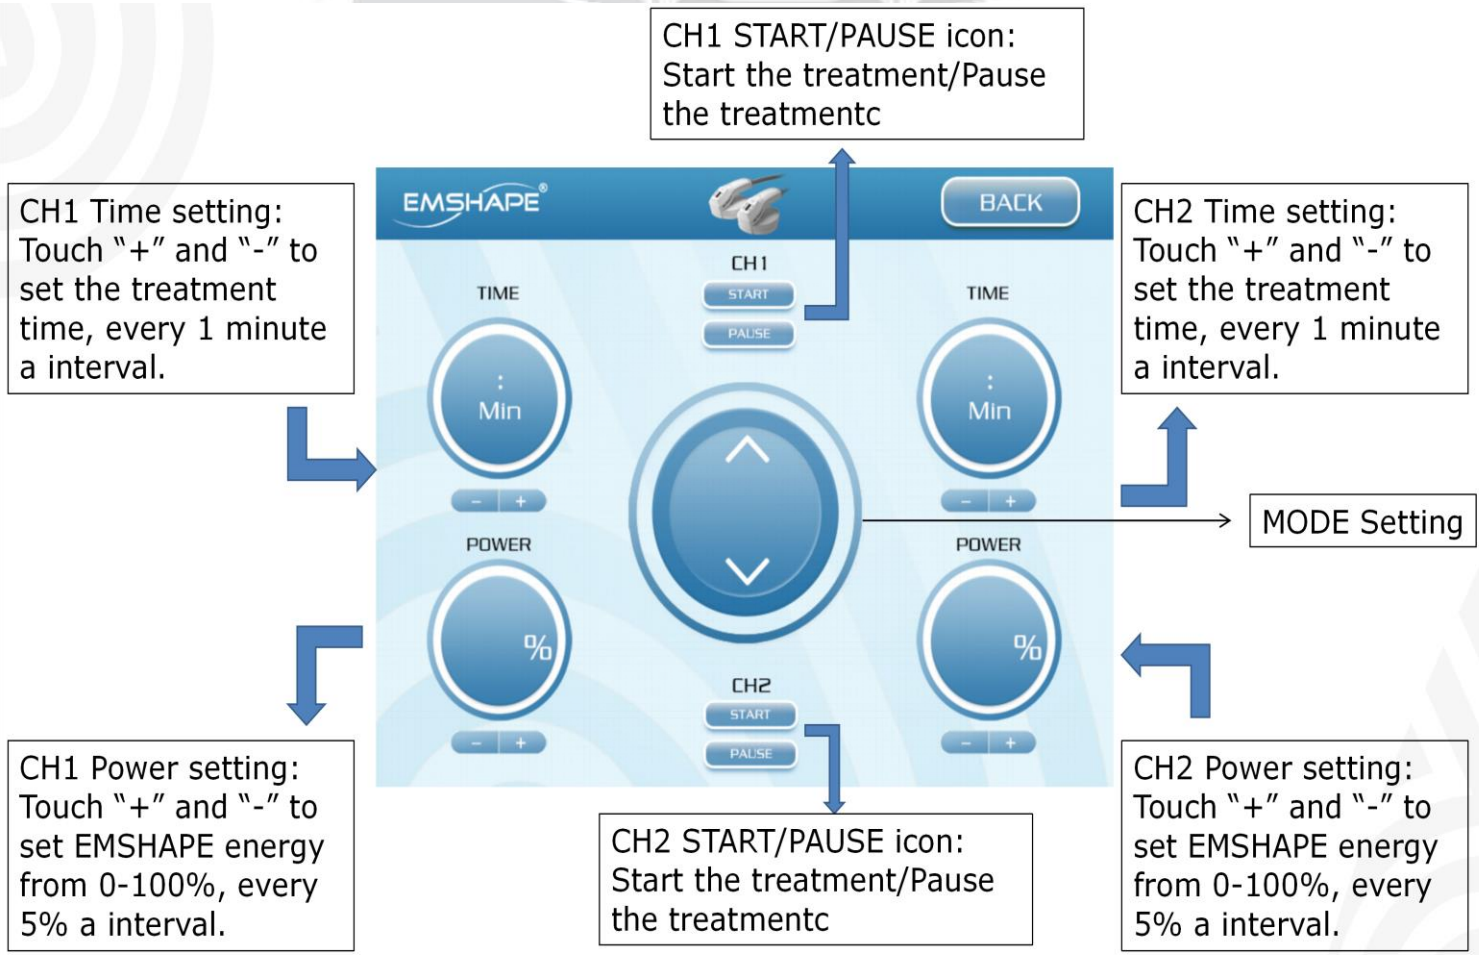 CH1 START/PAUSE icon:
Start the treatment/Pause
the treatmentc
CH1 Time setting:
Touch “+” and “-” to
set the treatment
time, every 1 minute
a interval.
EMSHAPE®
BACK
CH2 Time setting:
Touch “+” and “-” to
set the treatment
time, every 1 minute
a interval.
CH1
START
PAUSE
TIME
:
Min
- +
TIME
:
Min
- +
MODE Setting
POWER
%
- +
POWER
%
- +
CH2
START
PAUSE
CH1 Power setting:
Touch “+” and “-” to
set EMSHAPE energy
from 0-100%, every
5% a interval.
CH2 START/PAUSE icon:
Start the treatment/Pause
the treatmentc
CH2 Power setting:
Touch “+” and “-” to
set EMSHAPE energy
from 0-100%, every
5% a interval.